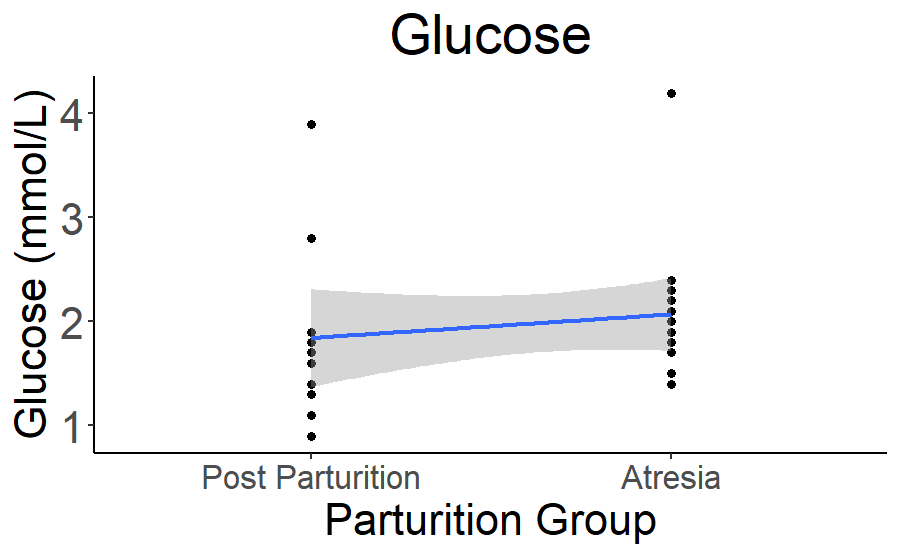 Glucose
Glucose (mmol/L)
4
3
2
1
Post Parturition
Atresia
Parturition Group